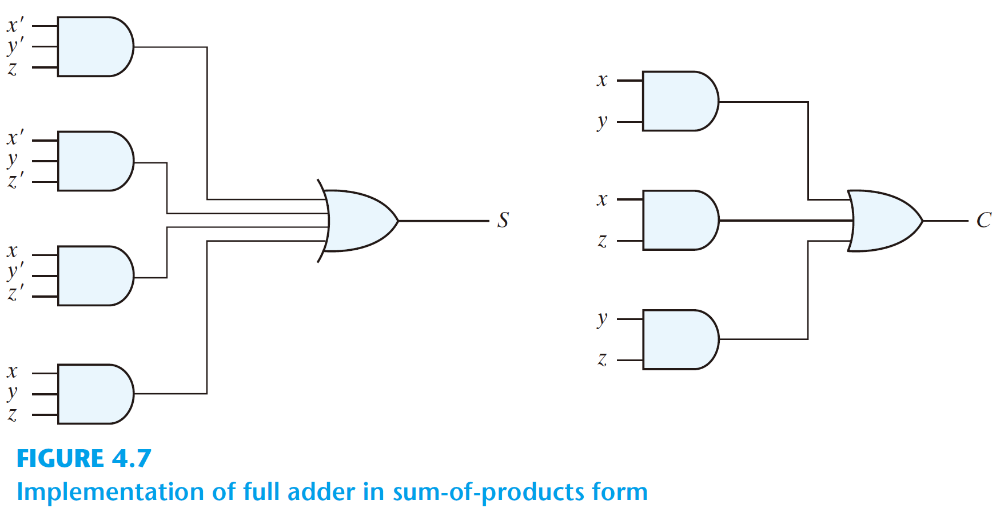 x′
y′
z
x′
y
z′
x
y′
z′
x
y
z
S
x
y
x
z
y
z
C
FIGURE 4.7
Implementation of full adder in sum-of-products form